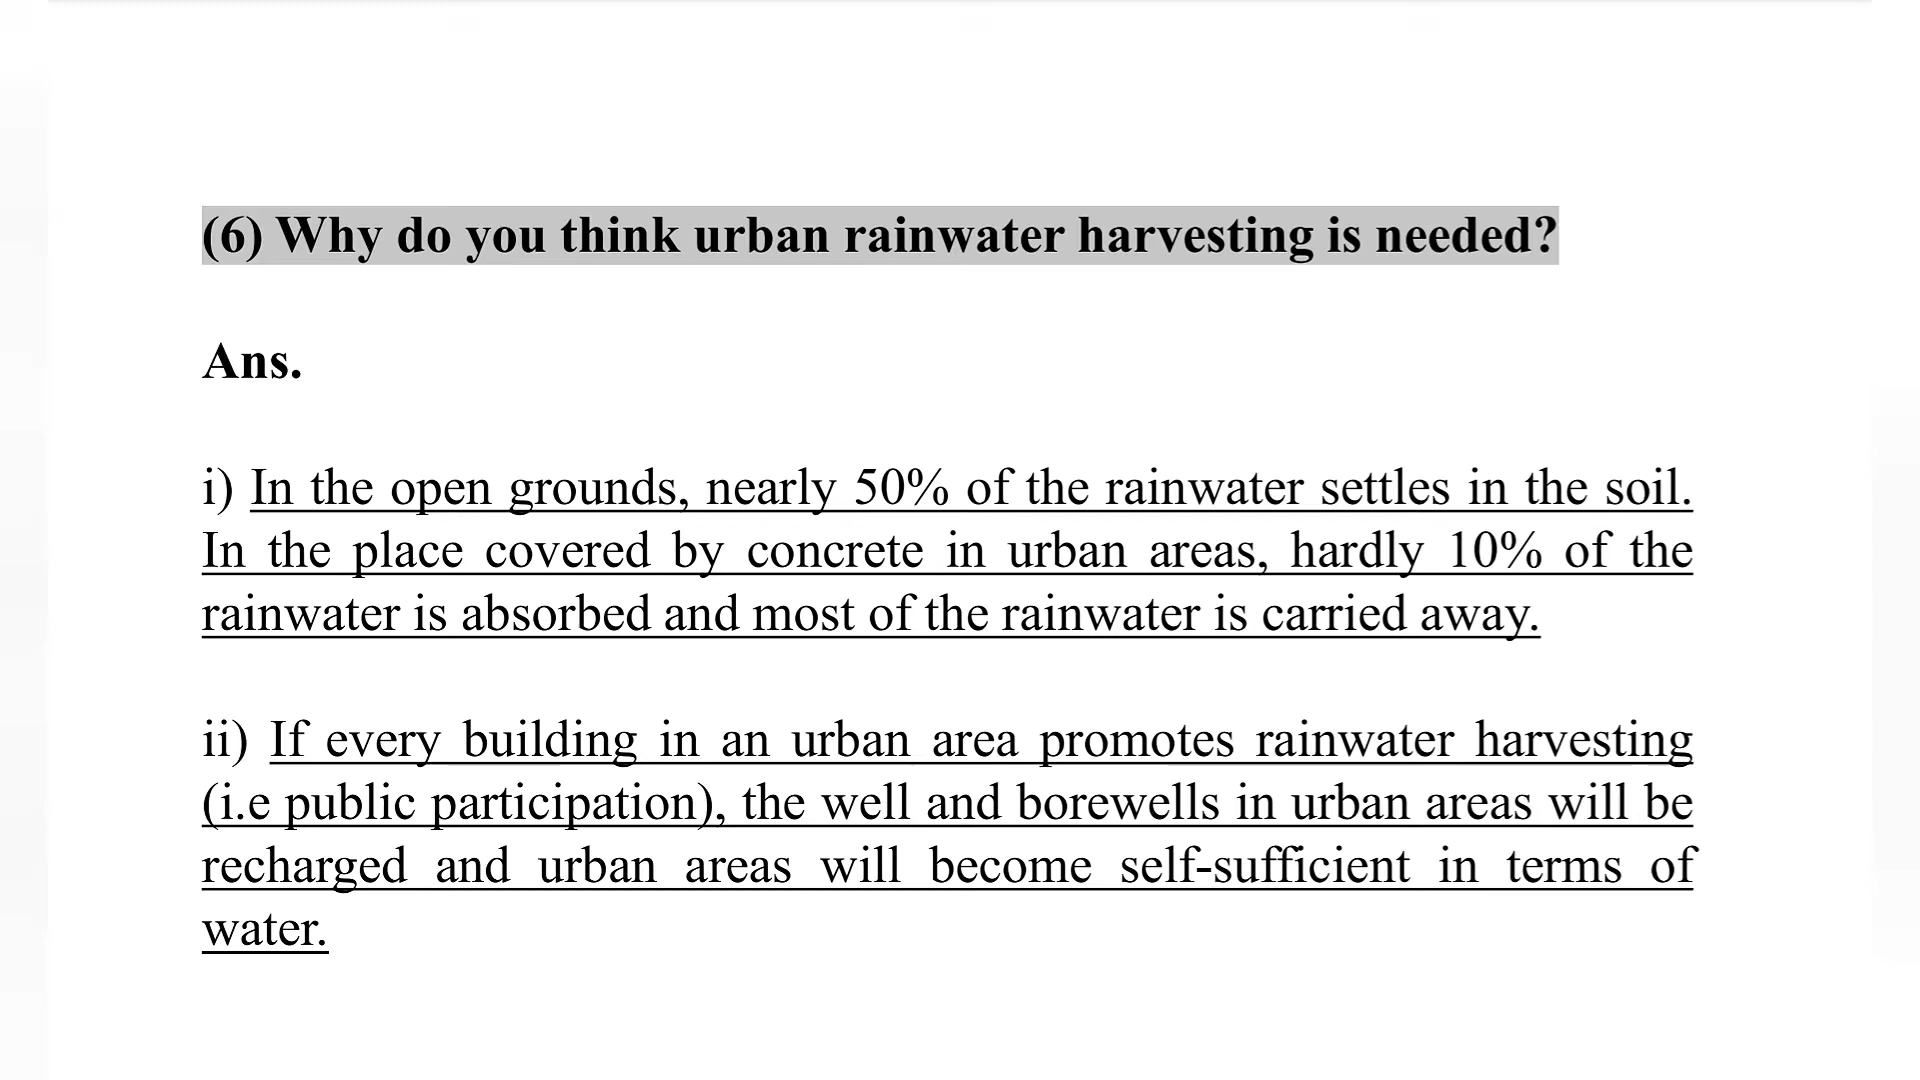 (6) Why do you think urban rainwater harvesting is needed?
Ans.
i) In the open grounds, nearly 50% of the rainwater settles in the soil.
In the place covered by concrete in urban areas, hardly 10% of the
rainwater is absorbed and most of the rainwater is carried away.
ii) If every building in an urban area promotes rainwater harvesting
(i.e public participation), the well and borewells in urban areas will be
recharged and urban areas will become self-sufficient in terms of
water.